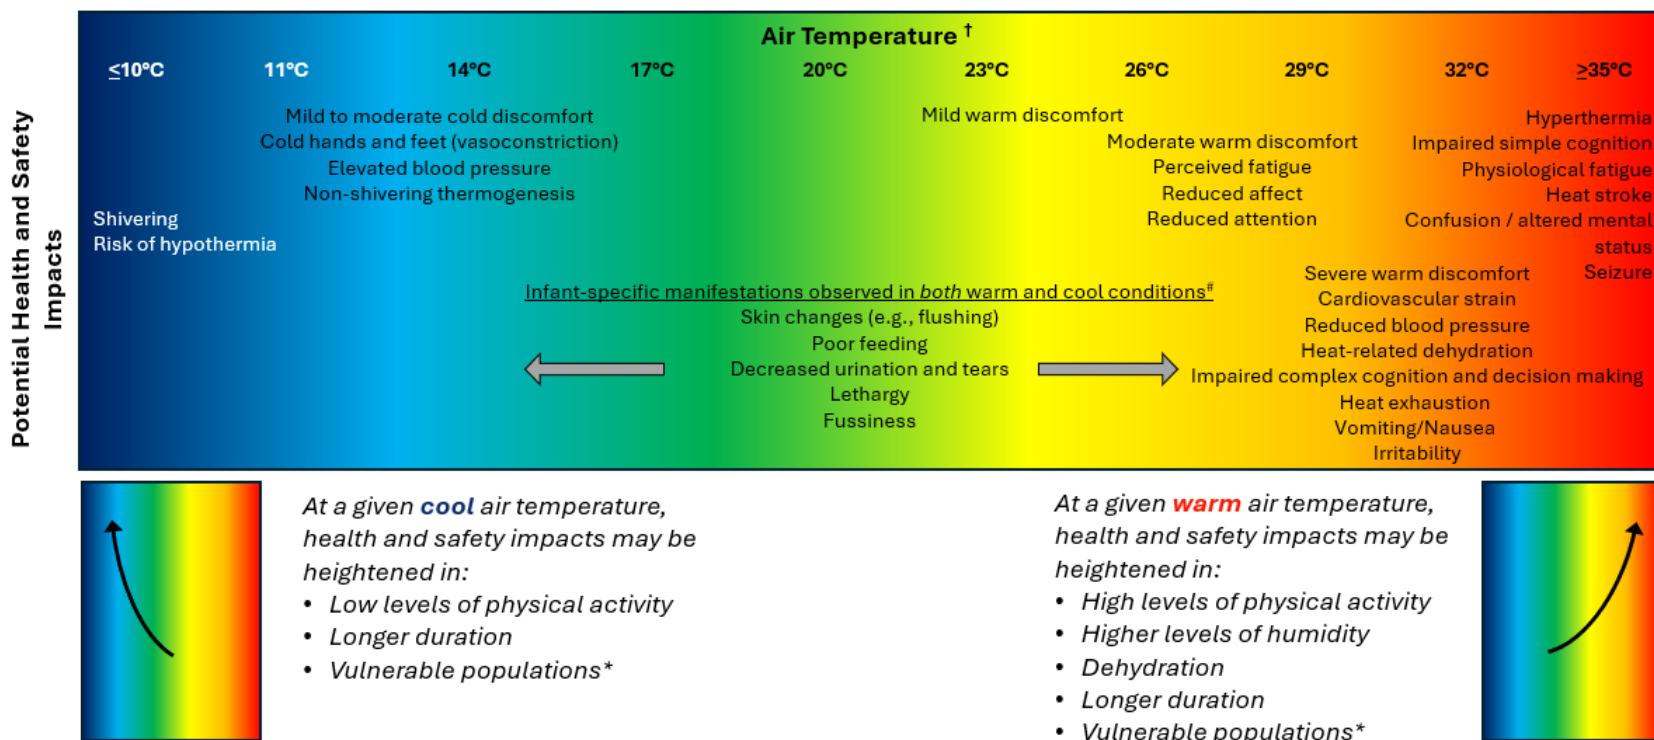 Air Temperature †
≤10°C 11°C 14°C 17°C 20°C 23°C 26°C 29°C 32°C ≥35°C
Potential Health and Safety
Impacts
Shivering
Risk of hypothermia
Mild to moderate cold discomfort
Cold hands and feet (vasoconstriction)
Elevated blood pressure
Non-shivering thermogenesis
Infant-specific manifestations observed in both warm and cool conditions#
Skin changes (e.g., flushing)
Poor feeding
Decreased urination and tears
Lethargy
Fussiness
Mild warm discomfort
Moderate warm discomfort
Perceived fatigue
Reduced affect
Reduced attention
Severe warm discomfort
Cardiovascular strain
Reduced blood pressure
Heat-related dehydration
Impaired complex cognition and decision making
Heat exhaustion
Vomiting/Nausea
Irritability
Hyperthermia
Impaired simple cognition
Physiological fatigue
Heat stroke
Confusion / altered mental
status
Seizure
At a given cool air temperature,
health and safety impacts may be
heightened in:
• Low levels of physical activity
• Longer duration
• Vulnerable populations*
At a given warm air temperature,
health and safety impacts may be
heightened in:
• High levels of physical activity
• Higher levels of humidity
• Dehydration
• Longer duration
• Vulnerable populations*